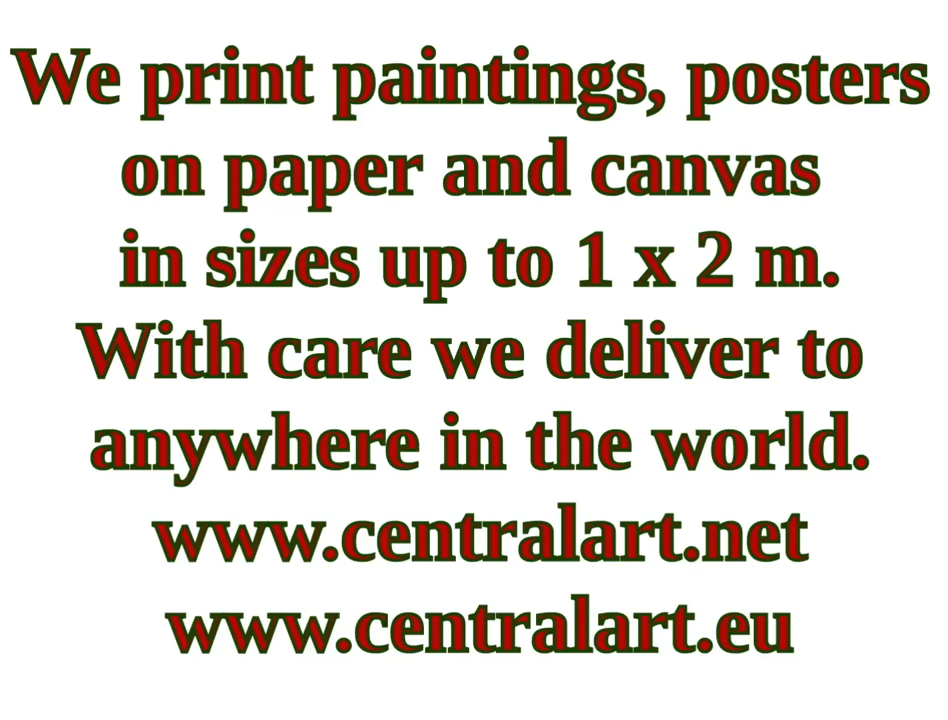 We print paintings, posters
on paper and canvas
in sizes up to 1 x 2 m.
With care we deliver to
anywhere in the world.
www.centralart.net
www.centralart.eu